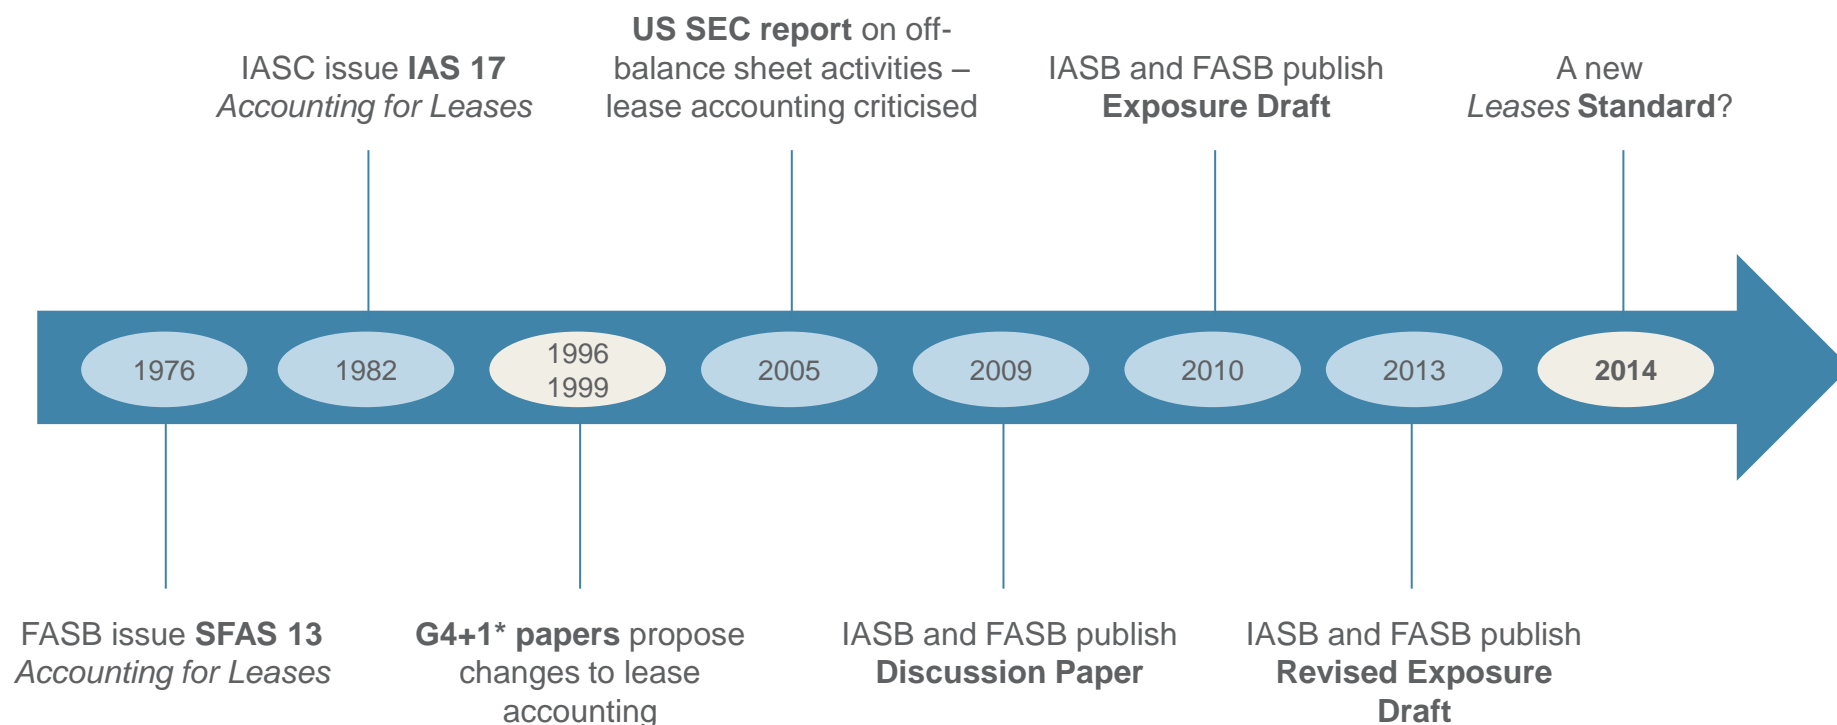 US SEC report on off-
balance sheet activities –
lease accounting criticised
IASC issue IAS 17
Accounting for Leases
IASB and FASB publish
Exposure Draft
A new
Leases Standard?
1976
1982
1996
1999
2005
2009
2010
2013
2014
FASB issue SFAS 13
Accounting for Leases
G4+1* papers propose
changes to lease
accounting
IASB and FASB publish
Discussion Paper
IASB and FASB publish
Revised Exposure
Draft